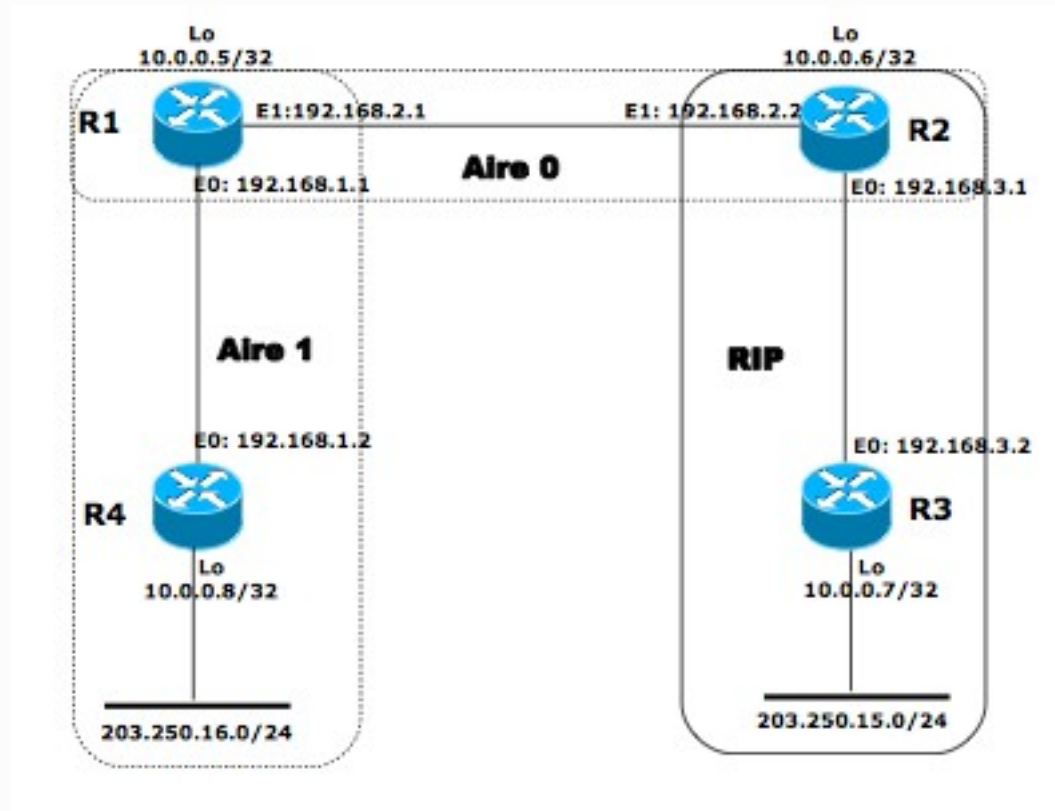 Lo
10.0.0.5/32
Lo
10.0.0.6/32
R1
E1:192.168.2.1
E1: 192.168.2.2
R2
Aire 0
E0: 192.168.1.1
E0: 192.168.3.1
Aire 1
RIP
E0: 192.168.1.2
E0: 192.168.3.2
R4
R3
Lo
10.0.0.8/32
Lo
10.0.0.7/32
203.250.16.0/24
203.250.15.0/24